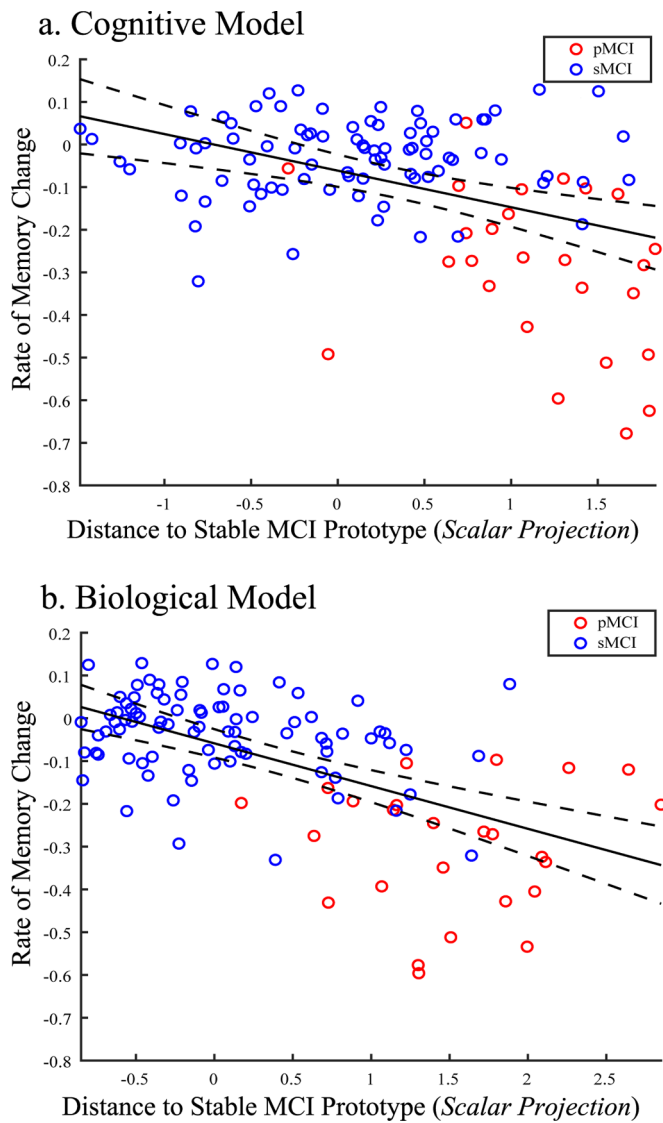 a. Cognitive Model
0.2
0.1
0
-0.1
-0.2
-0.3
-0.4
-0.5
-0.6
-0.7
-0.8
Rate of Memory Change
pMCI
sMCI
-1 -0.5 0 0.5 1 1.5
Distance to Stable MCI Prototype (Scalar Projection)
b. Biological Model
0.2
0.1
0
-0.1
-0.2
-0.3
-0.4
-0.5
-0.6
-0.7
-0.8
Rate of Memory Change
pMCI
sMCI
-0.5 0 0.5 1 1.5 2 2.5
Distance to Stable MCI Prototype (Scalar Projection)